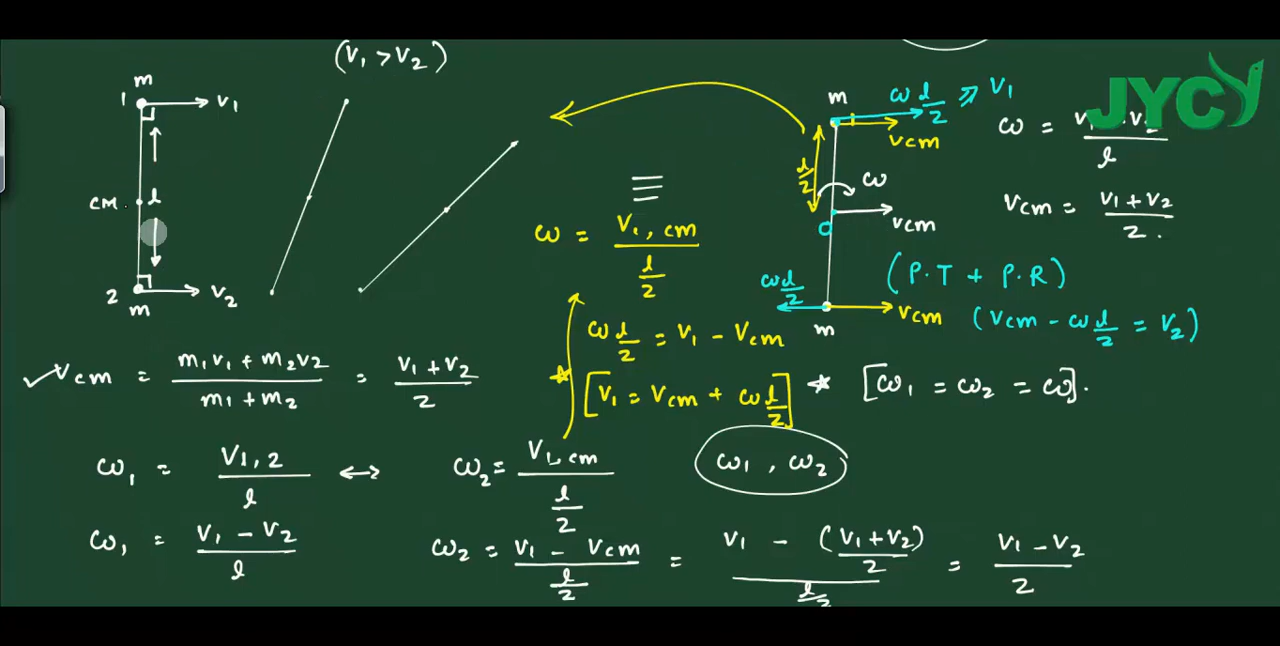 (V₁ > V₂)
m
1
V₁
CM
l
2
m
V₂
≡
ω = V₁,cm / (l/2)
ω l/2 = V₁ - Vcm
[V₁ = Vcm + ω l/2]
m
ω l/2 ⇒ V₁
Vcm
l/2
ω
O
Vcm
ω l/2
Vcm
m
JYC
ω = V₁ V₂ / l
Vcm = (V₁ + V₂) / 2.
(P.T + P.R)
(Vcm - ω l/2 = V₂)
* [ω₁ = ω₂ = ω].
✓ Vcm = (m₁v₁ + m₂v₂) / (m₁ + m₂) = (V₁ + V₂) / 2
ω₁ = V₁,₂ / l ↔ ω₂ = V₁,cm / (l/2)
ω₁ , ω₂
ω₁ = (V₁ - V₂) / l
ω₂ = (V₁ - Vcm) / (l/2) = (V₁ - (V₁ + V₂)/2) / (l/2) = (V₁ - V₂) / 2